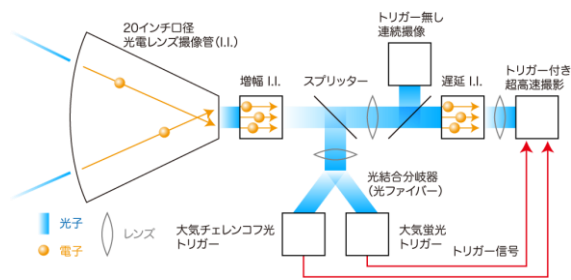 20インチ口径
光電レンズ撮像管(I.I.)
増幅 I.I.
スプリッター
トリガー無し
連続撮像
遅延 I.I.
トリガー付き
超高速撮影
光結合分岐器
(光ファイバー)
光子
電子
レンズ
大気チェレンコフ光
トリガー
大気蛍光
トリガー
トリガー信号